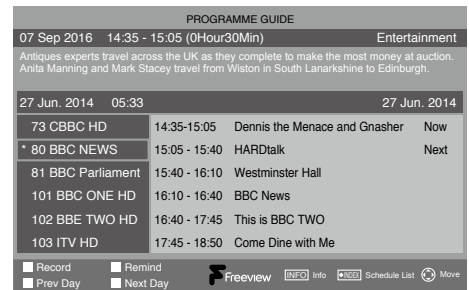 PROGRAMME GUIDE
07 Sep 2016 14:35 - 15:05 (0Hour30Min) Entertainment
Antiques experts travel across the UK as they complete to make the most money at auction.
Anita Manning and Mark Stacey travel from Wiston in South Lanarkshine to Edinburgh.
27 Jun. 2014 05:33 27 Jun. 2014
73 CBBC HD 14:35-15:05 Dennis the Menace and Gnasher Now
* 80 BBC NEWS 15:05 - 15:40 HARDtalk Next
81 BBC Parliament 15:40 - 16:10 Westminster Hall
101 BBC ONE HD 16:10 - 16:40 BBC News
102 BBE TWO HD 16:40 - 17:45 This is BBC TWO
103 ITV HD 17:45 - 18:50 Come Dine with Me
Record Remind Freeview INFO Info INDEX Schedule List Move
Prev Day Next Day